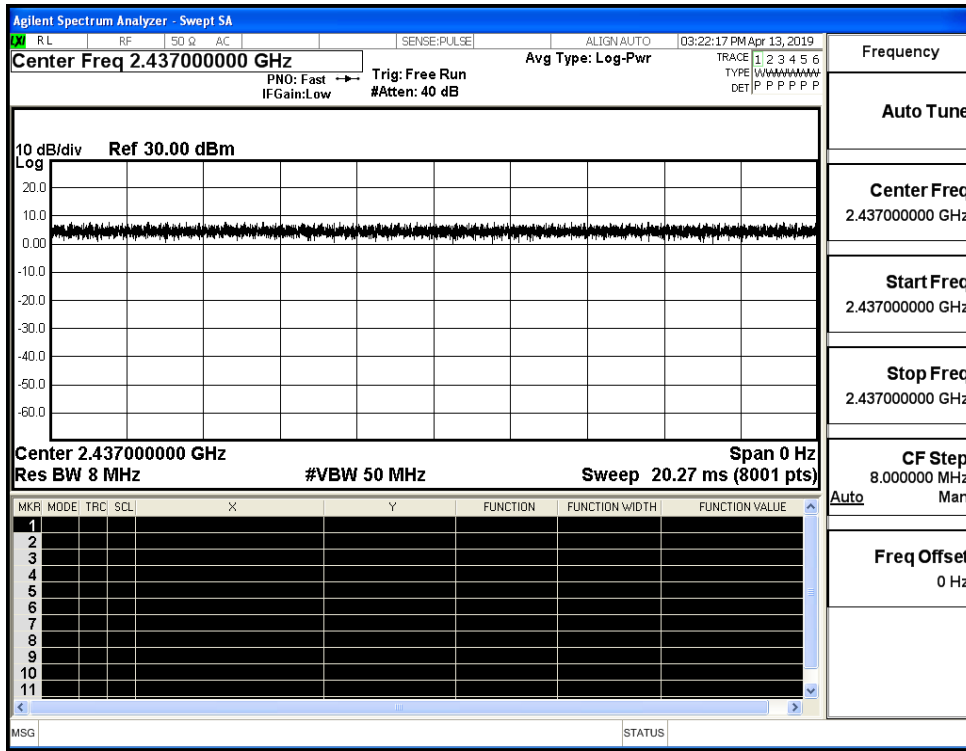 Agilent Spectrum Analyzer - Swept SA
LXI RL RF 50 Ω AC SENSE:PULSE ALIGN AUTO 03:22:17 PM Apr 13, 2019
Center Freq 2.437000000 GHz
Avg Type: Log-Pwr
TRACE 1 2 3 4 5 6
TYPE
DET P P P P P P
PNO: Fast
IFGain:Low
Trig: Free Run
#Atten: 40 dB
10 dB/div Ref 30.00 dBm
Log
20.0
10.0
0.00
-10.0
-20.0
-30.0
-40.0
-50.0
-60.0
Center 2.437000000 GHz Span 0 Hz
Res BW 8 MHz #VBW 50 MHz Sweep 20.27 ms (8001 pts)
MKR MODE TRC SCL X Y FUNCTION FUNCTION WIDTH FUNCTION VALUE
1
2
3
4
5
6
7
8
9
10
11
MSG STATUS
Frequency
Auto Tune
Center Freq
2.437000000 GHz
Start Freq
2.437000000 GHz
Stop Freq
2.437000000 GHz
CF Step
8.000000 MHz
Auto Man
Freq Offset
0 Hz